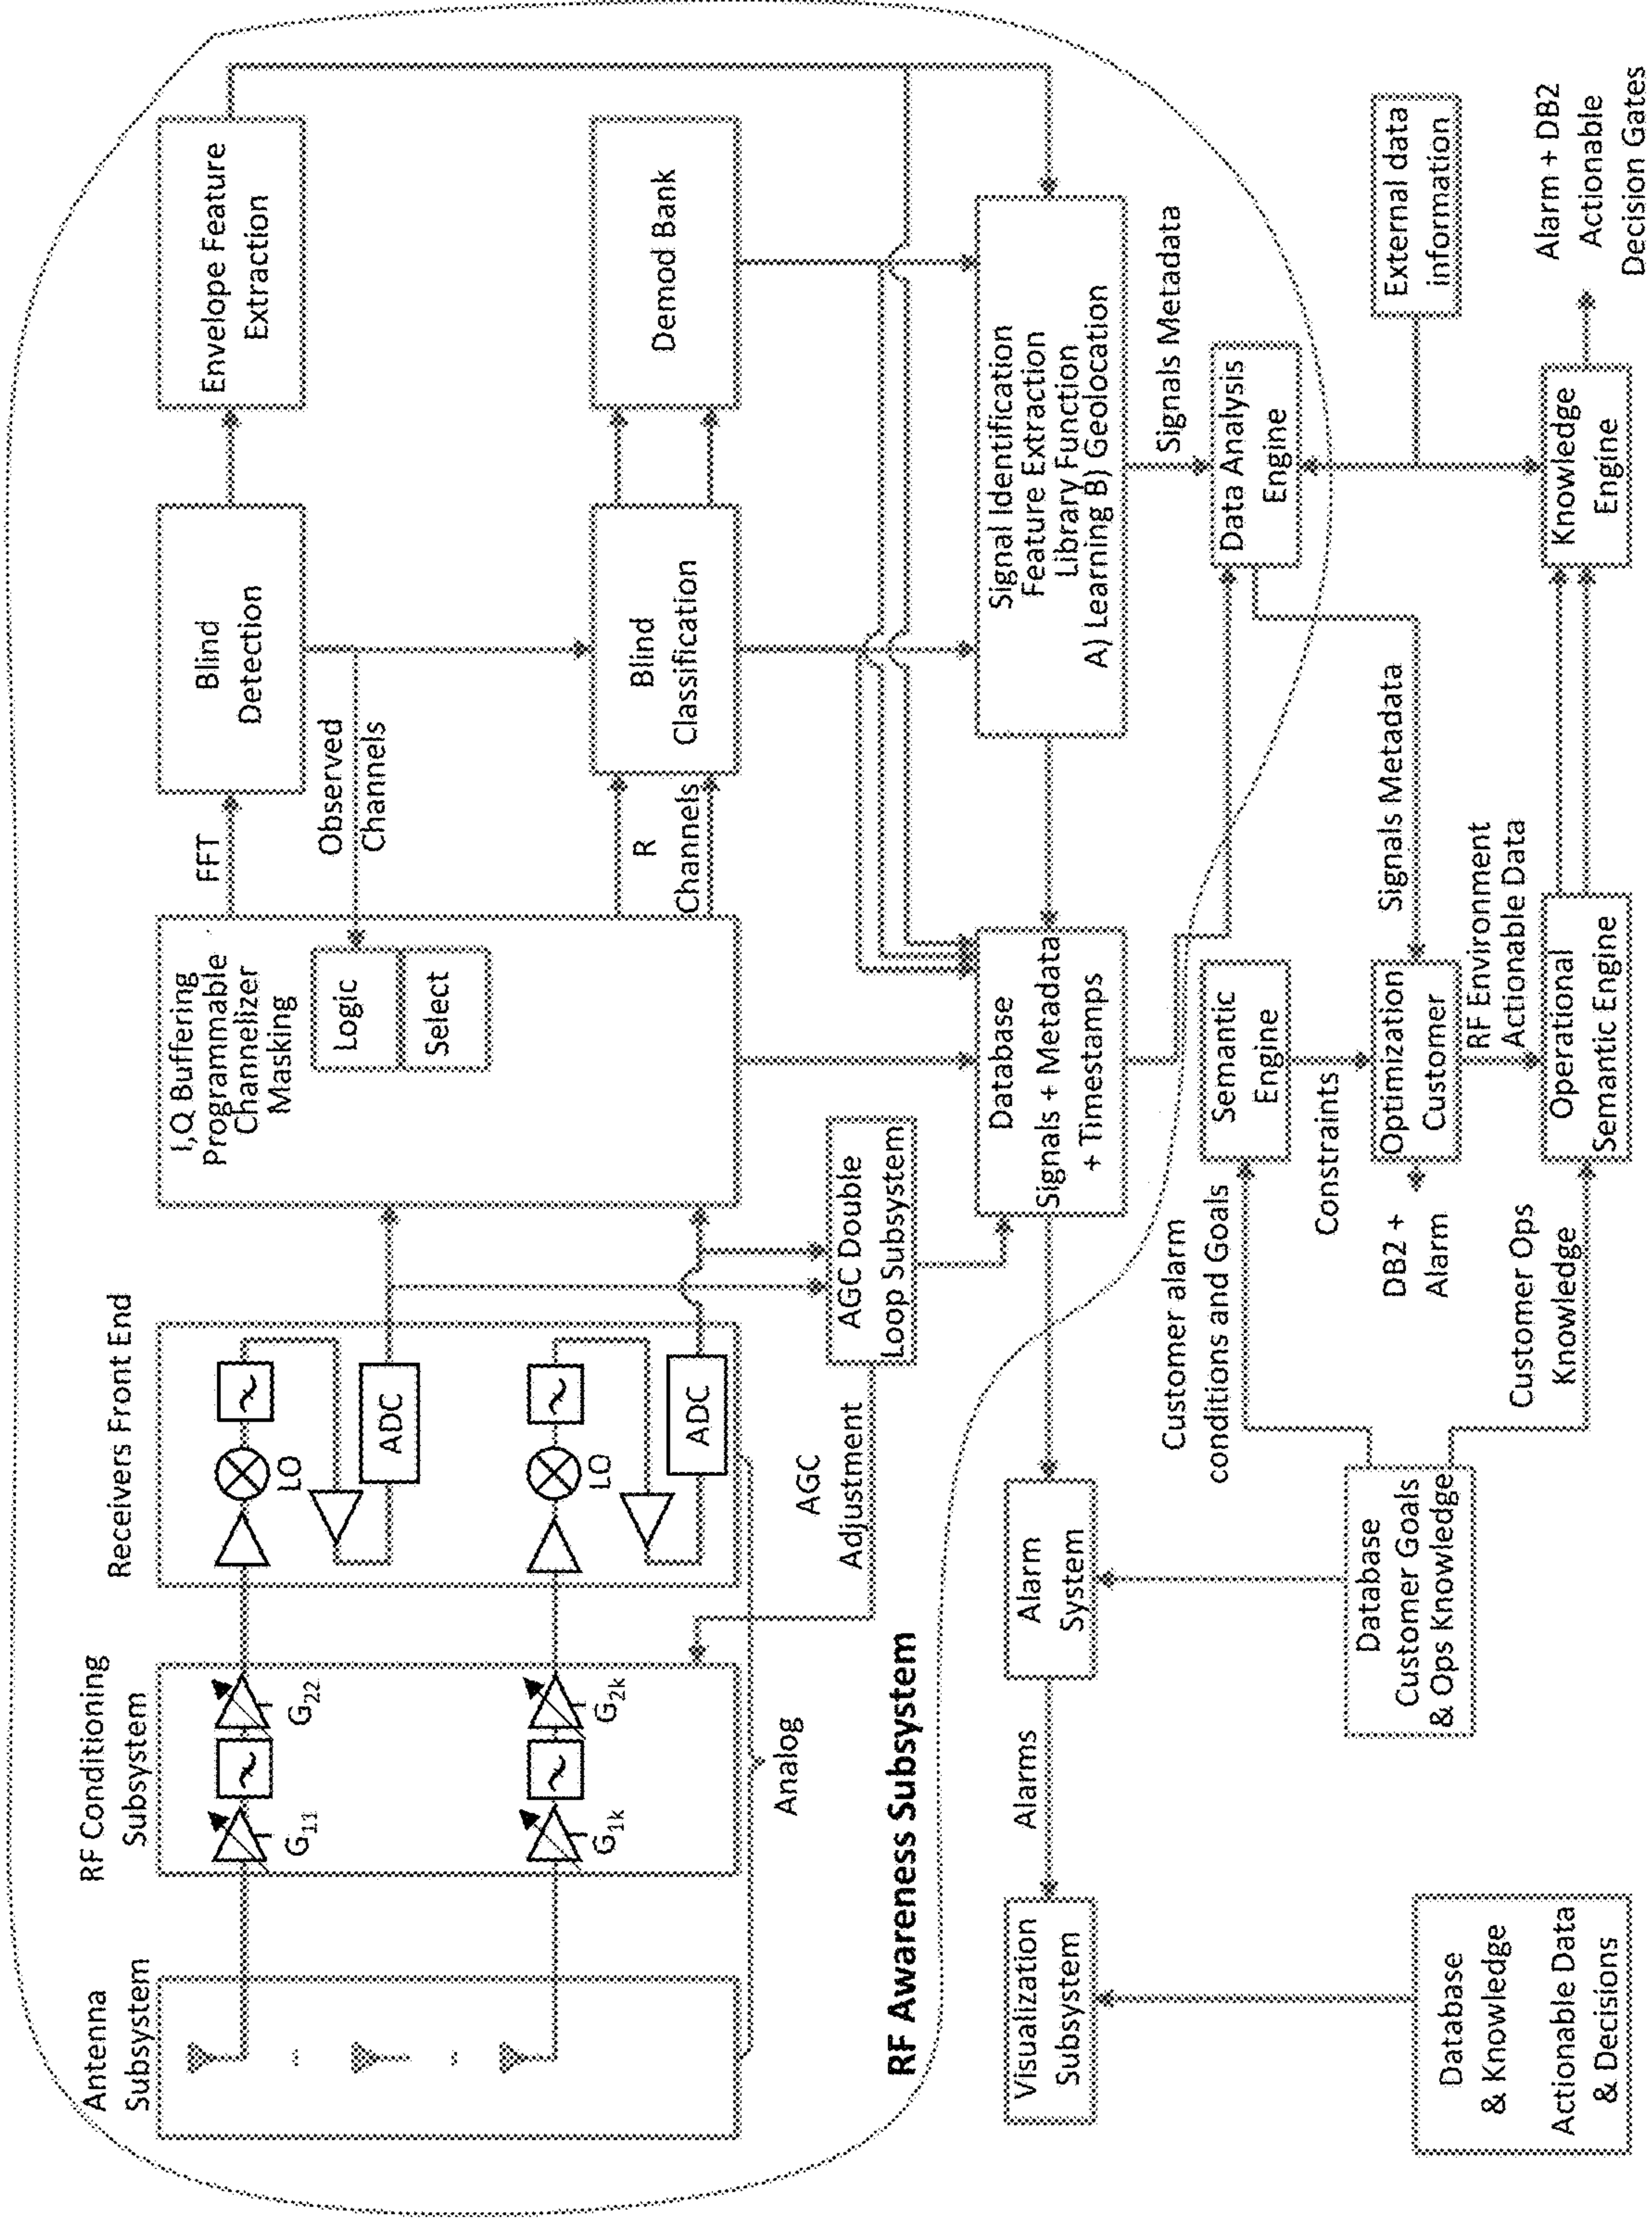 Antenna
Subsystem
RF Conditioning
Subsystem
G11
G22
G1k
G2k
Receivers Front End
LO
ADC
LO
ADC
Analog
I,Q Buffering
Programmable
Channelizer
Masking
Logic
Select
FFT
Blind
Detection
Envelope Feature
Extraction
Observed
Channels
R
Channels
Blind
Classification
Demod Bank
AGC
Adjustment
AGC Double
Loop Subsystem
RF Awareness Subsystem
Database
Signals + Metadata
+ Timestamps
Signal Identification
Feature Extraction
Library Function
A) Learning B) Geolocation
Signals Metadata
Visualization
Subsystem
Alarms
Alarm
System
Customer alarm
conditions and Goals
Semantic
Engine
Data Analysis
Engine
Constraints
Database
Customer Goals
& Ops Knowledge
DB2 +
Alarm
Optimization
Customer
Signals Metadata
External data
information
RF Environment
Actionable Data
Customer Ops
Knowledge
Operational
Semantic Engine
Knowledge
Engine
Alarm + DB2
Actionable
Decision Gates
Database
& Knowledge
Actionable Data
& Decisions